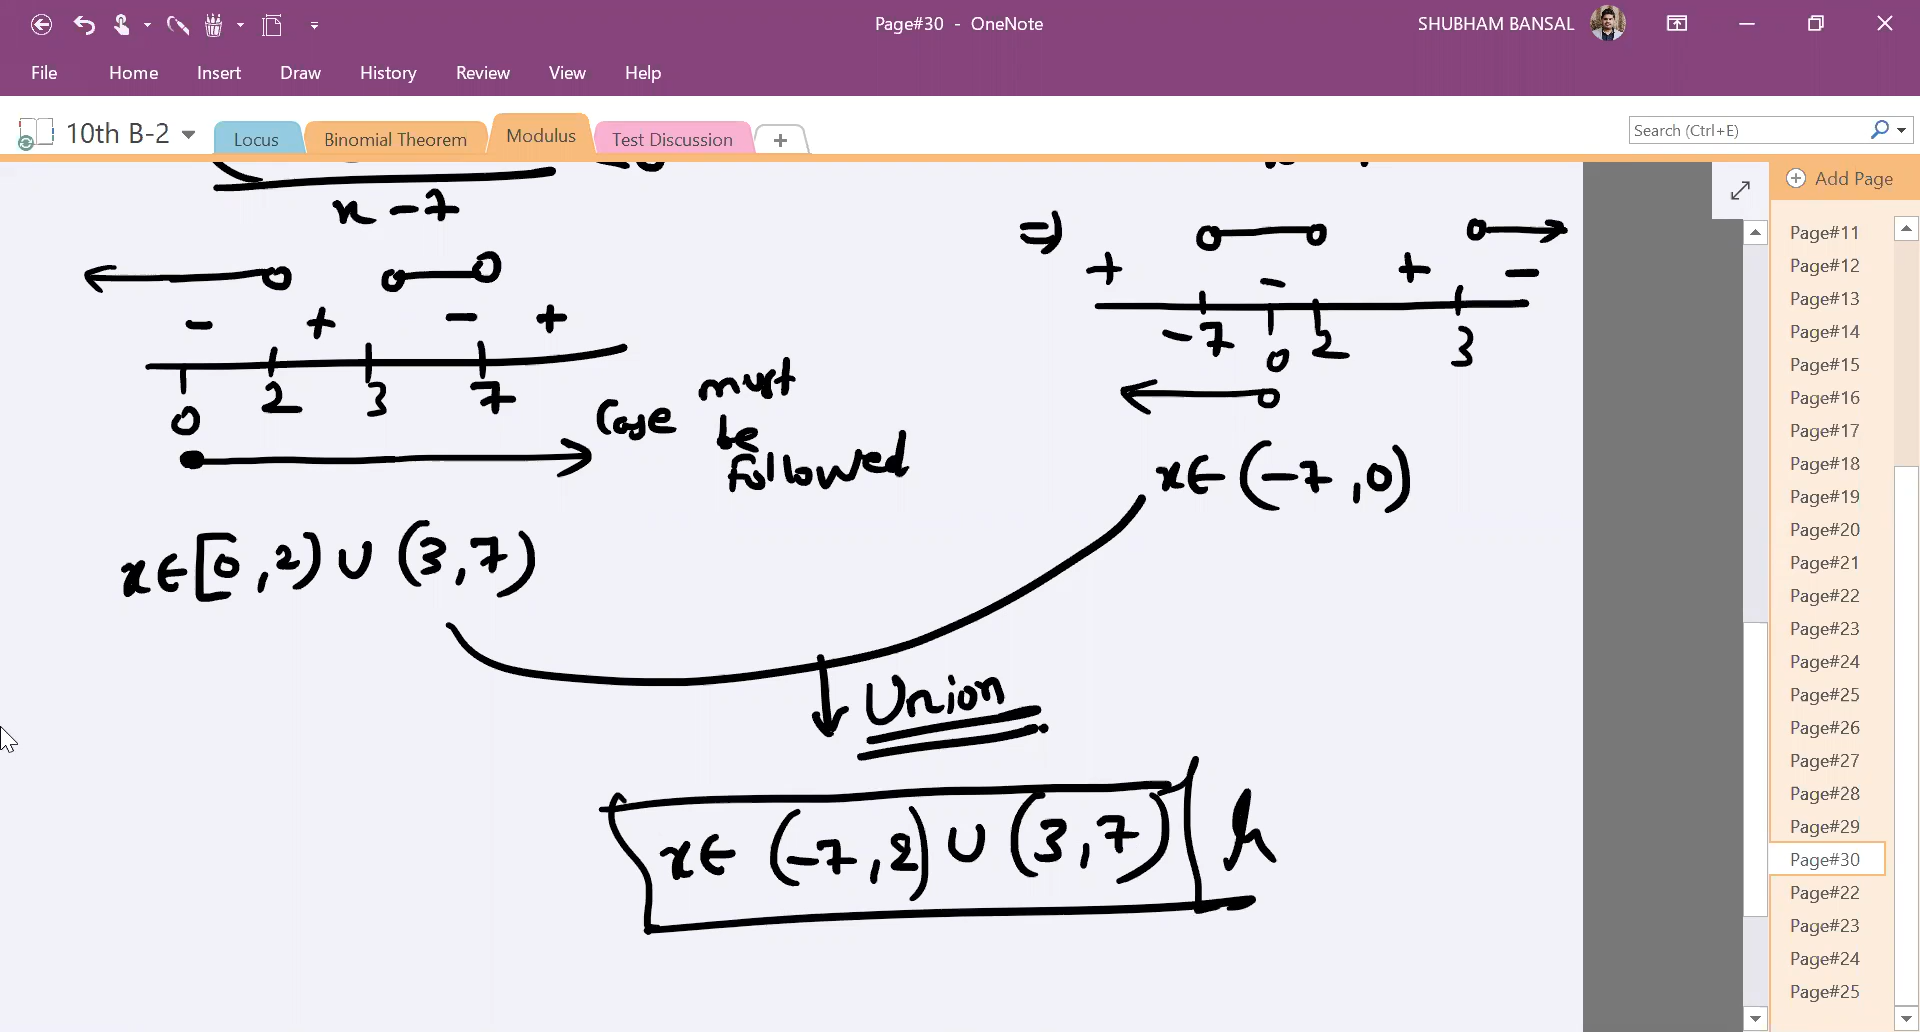 Page#30 - OneNote
SHUBHAM BANSAL
File Home Insert Draw History Review View Help
10th B-2
Locus
Binomial Theorem
Modulus
Test Discussion
+
Search (Ctrl+E)
Add Page
Page#11
Page#12
Page#13
Page#14
Page#15
Page#16
Page#17
Page#18
Page#19
Page#20
Page#21
Page#22
Page#23
Page#24
Page#25
Page#26
Page#27
Page#28
Page#29
Page#30
Page#22
Page#23
Page#24
Page#25
x - 7
- + - +
0 2 3 7
Case must
be
followed
x ∈ [0, 2) ∪ (3, 7)
=>
+ - + -
-7 0 2 3
x ∈ (-7, 0)
Union
x ∈ (-7, 2) ∪ (3, 7)